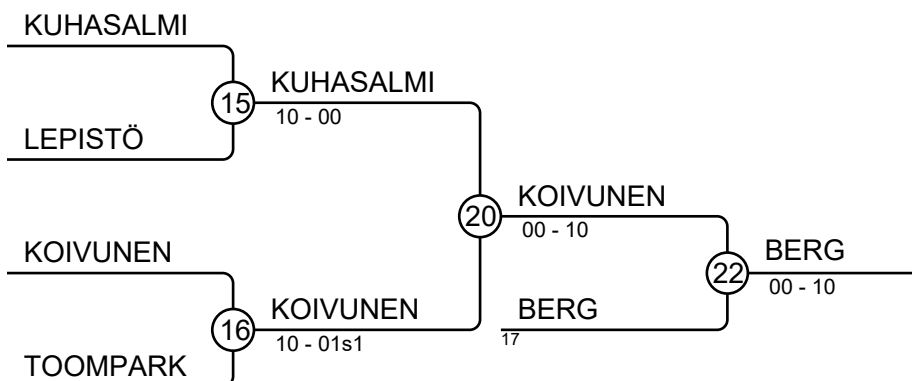 KUHASALMI
15
KUHASALMI
10 - 00
LEPISTÖ
20
KOIVUNEN
00 - 10
KOIVUNEN
16
KOIVUNEN
10 - 01s1
TOOMPARK
22
BERG
00 - 10
BERG
17